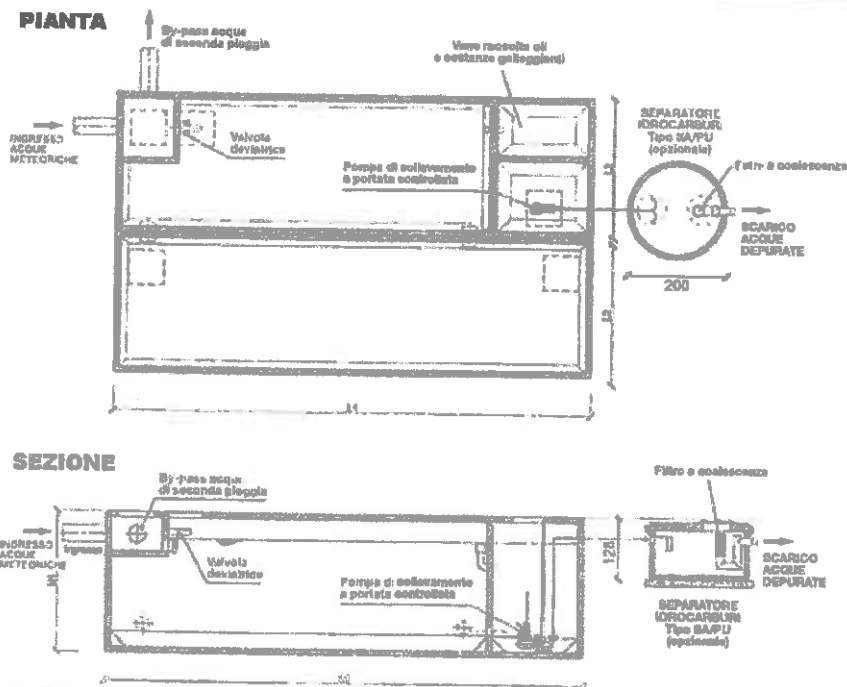 PIANTA
By-pass acque
di seconda pioggia
Vano raccolta oli
e sostanze galleggianti
SEPARATORE
IDROCARBURI
Tipo SA/PU
(opzionale)
INGRESSO
ACQUE
METEORICHE
Valvola
deviatrice
Pompa di sollevamento
a portata controllata
Filtro a coalescenza
SCARICO
ACQUE
DEPURATE
200
SEZIONE
By-pass acque
di seconda pioggia
Filtro a coalescenza
INGRESSO
ACQUE
METEORICHE
Ingresso
Valvola
deviatrice
Pompa di sollevamento
a portata controllata
128
SCARICO
ACQUE
DEPURATE
SEPARATORE
IDROCARBURI
Tipo SA/PU
(opzionale)